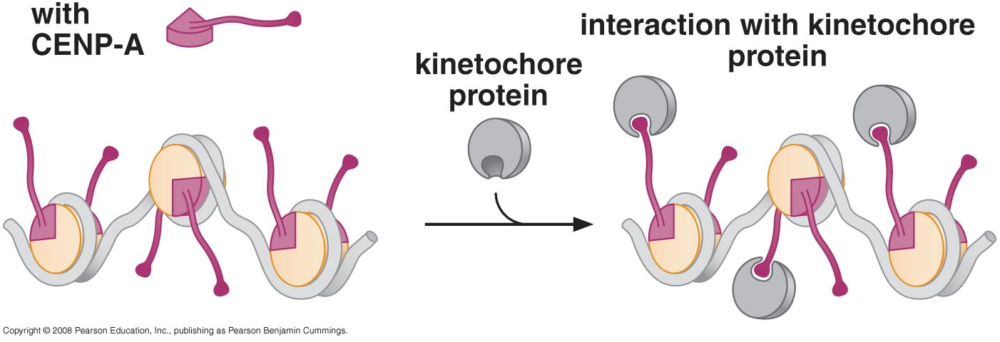 with
CENP-A
kinetochore
protein
interaction with kinetochore
protein
Copyright © 2008 Pearson Education, Inc., publishing as Pearson Benjamin Cummings.